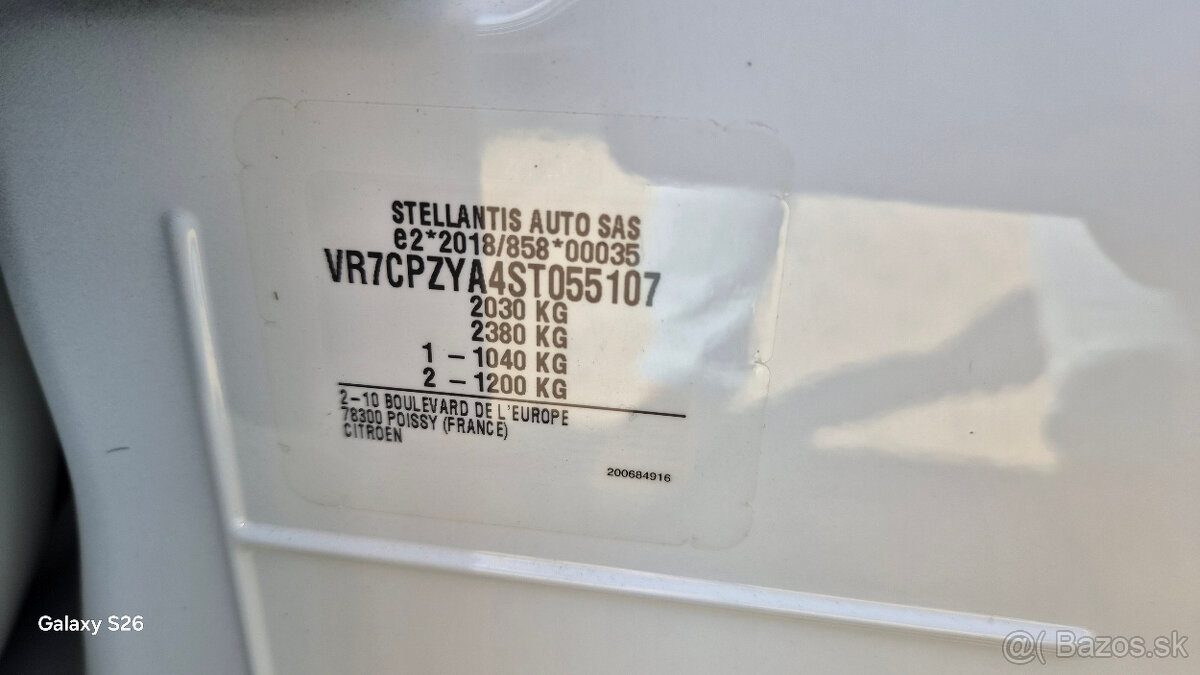 STELLANTIS AUTO SAS
e2*2018/858*00035
VR7CPZYA4ST055107
2030 KG
2380 KG
1 - 1040 KG
2 - 1200 KG
2-10 BOULEVARD DE L'EUROPE
78300 POISSY (FRANCE)
CITROEN
200684916
Galaxy S26
@( Bazos.sk